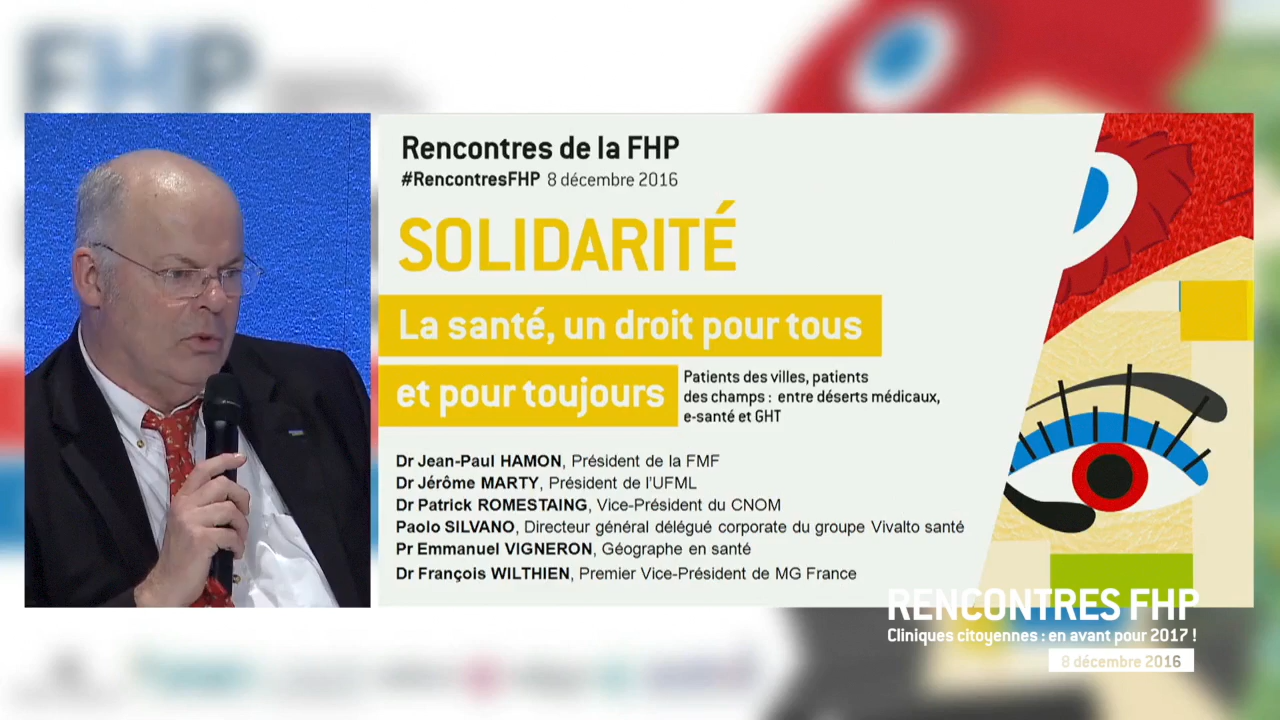 FHP
Rencontres de la FHP
#RencontresFHP 8 décembre 2016
SOLIDARITÉ
La santé, un droit pour tous
et pour toujours
Patients des villes, patients
des champs : entre déserts médicaux,
e-santé et GHT
Dr Jean-Paul HAMON, Président de la FMF
Dr Jérôme MARTY, Président de l'UFML
Dr Patrick ROMESTAING, Vice-Président du CNOM
Paolo SILVANO, Directeur général délégué corporate du groupe Vivalto santé
Pr Emmanuel VIGNERON, Géographe en santé
Dr François WILTHIEN, Premier Vice-Président de MG France
RENCONTRES FHP
Cliniques citoyennes : en avant pour 2017 !
8 décembre 2016